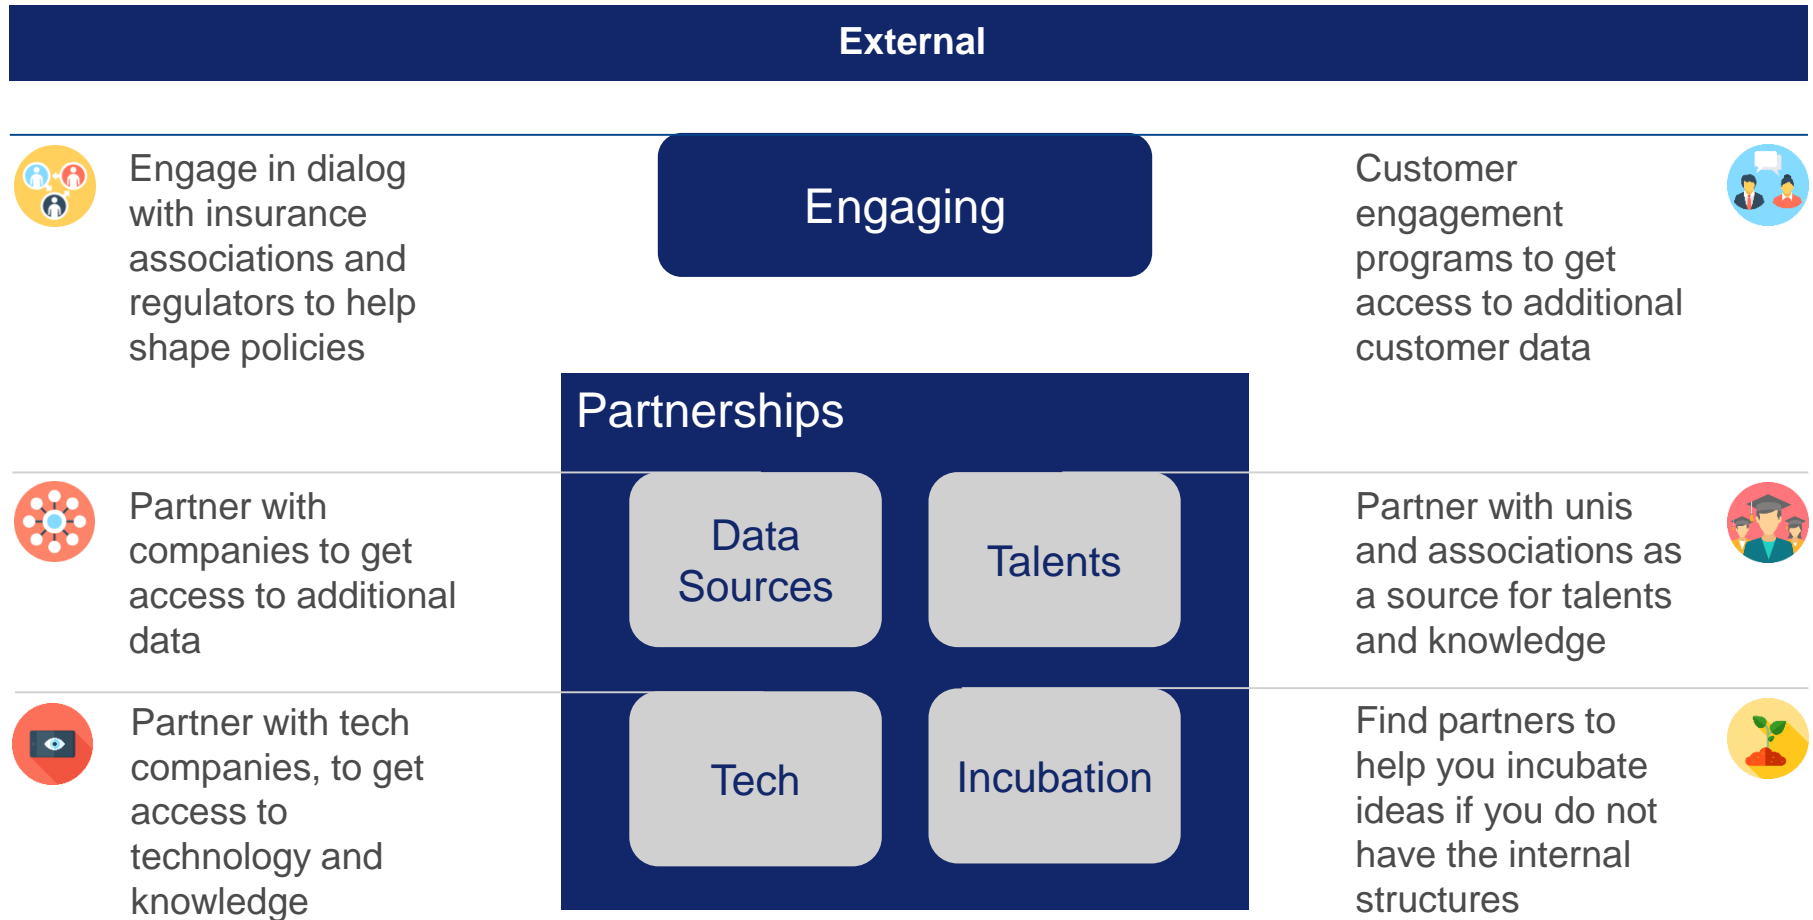 External
Engage in dialog
with insurance
associations and
regulators to help
shape policies
Engaging
Customer
engagement
programs to get
access to additional
customer data
Partnerships
Partner with
companies to get
access to additional
data
Data
Sources
Talents
Partner with unis
and associations as
a source for talents
and knowledge
Partner with tech
companies, to get
access to
technology and
knowledge
Tech
Incubation
Find partners to
help you incubate
ideas if you do not
have the internal
structures